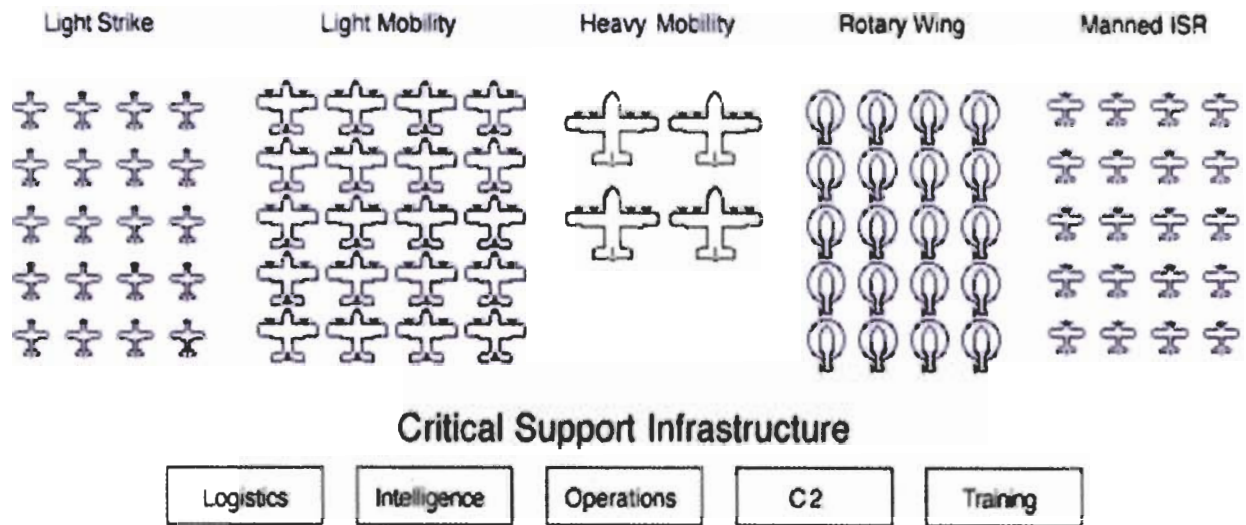 Light Strike
Light Mobility
Heavy Mobility
Rotary Wing
Manned ISR
Critical Support Infrastructure
Logistics
Intelligence
Operations
C2
Training